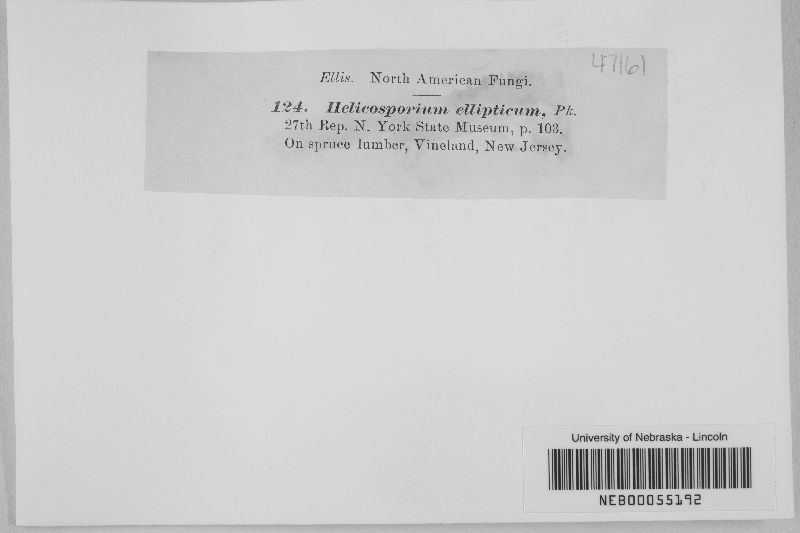 47161
Ellis. North American Fungi.
124. Helicosporium ellipticum, Pk.
27th Rep. N. York State Museum, p. 103.
On spruce lumber, Vineland, New Jersey.
University of Nebraska - Lincoln
NEB00055192